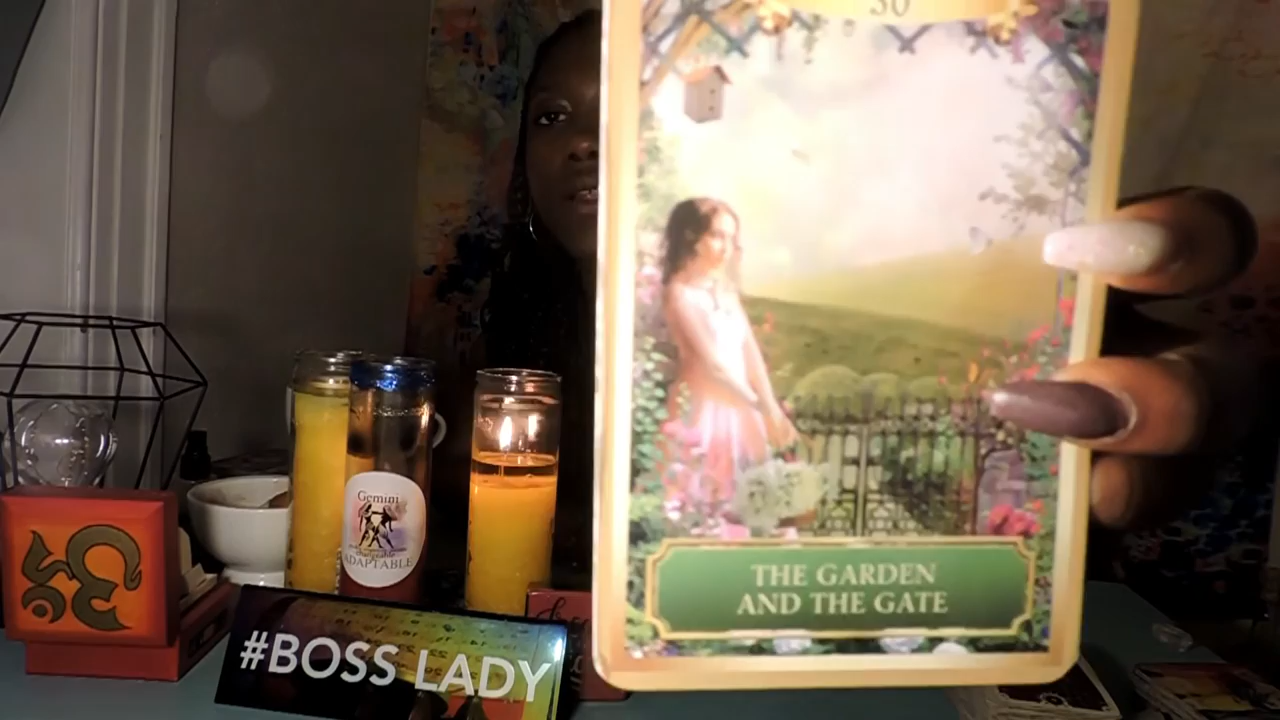 30
THE GARDEN
AND THE GATE
Gemini
ADAPTABLE
#BOSS LADY